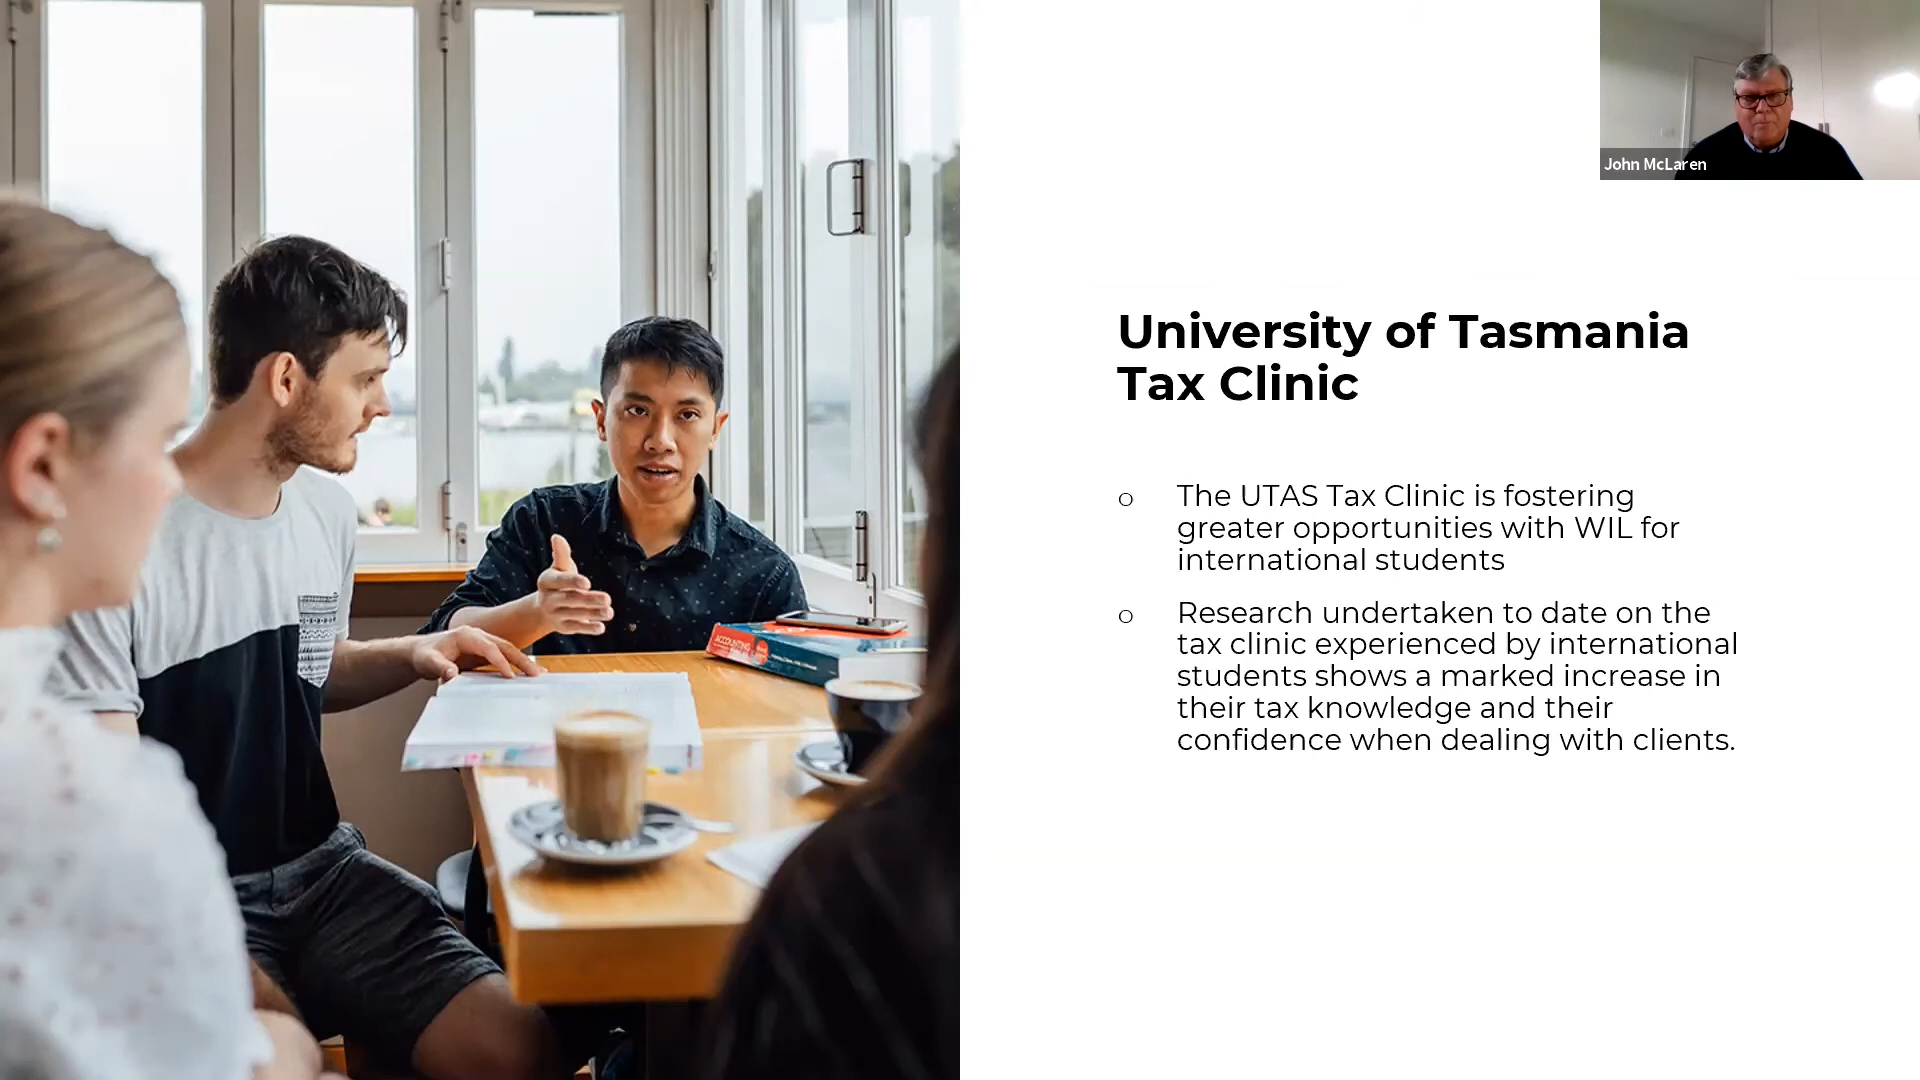 John McLaren
University of Tasmania
Tax Clinic
o The UTAS Tax Clinic is fostering
greater opportunities with WIL for
international students
o Research undertaken to date on the
tax clinic experienced by international
students shows a marked increase in
their tax knowledge and their
confidence when dealing with clients.
ACCOUNTING